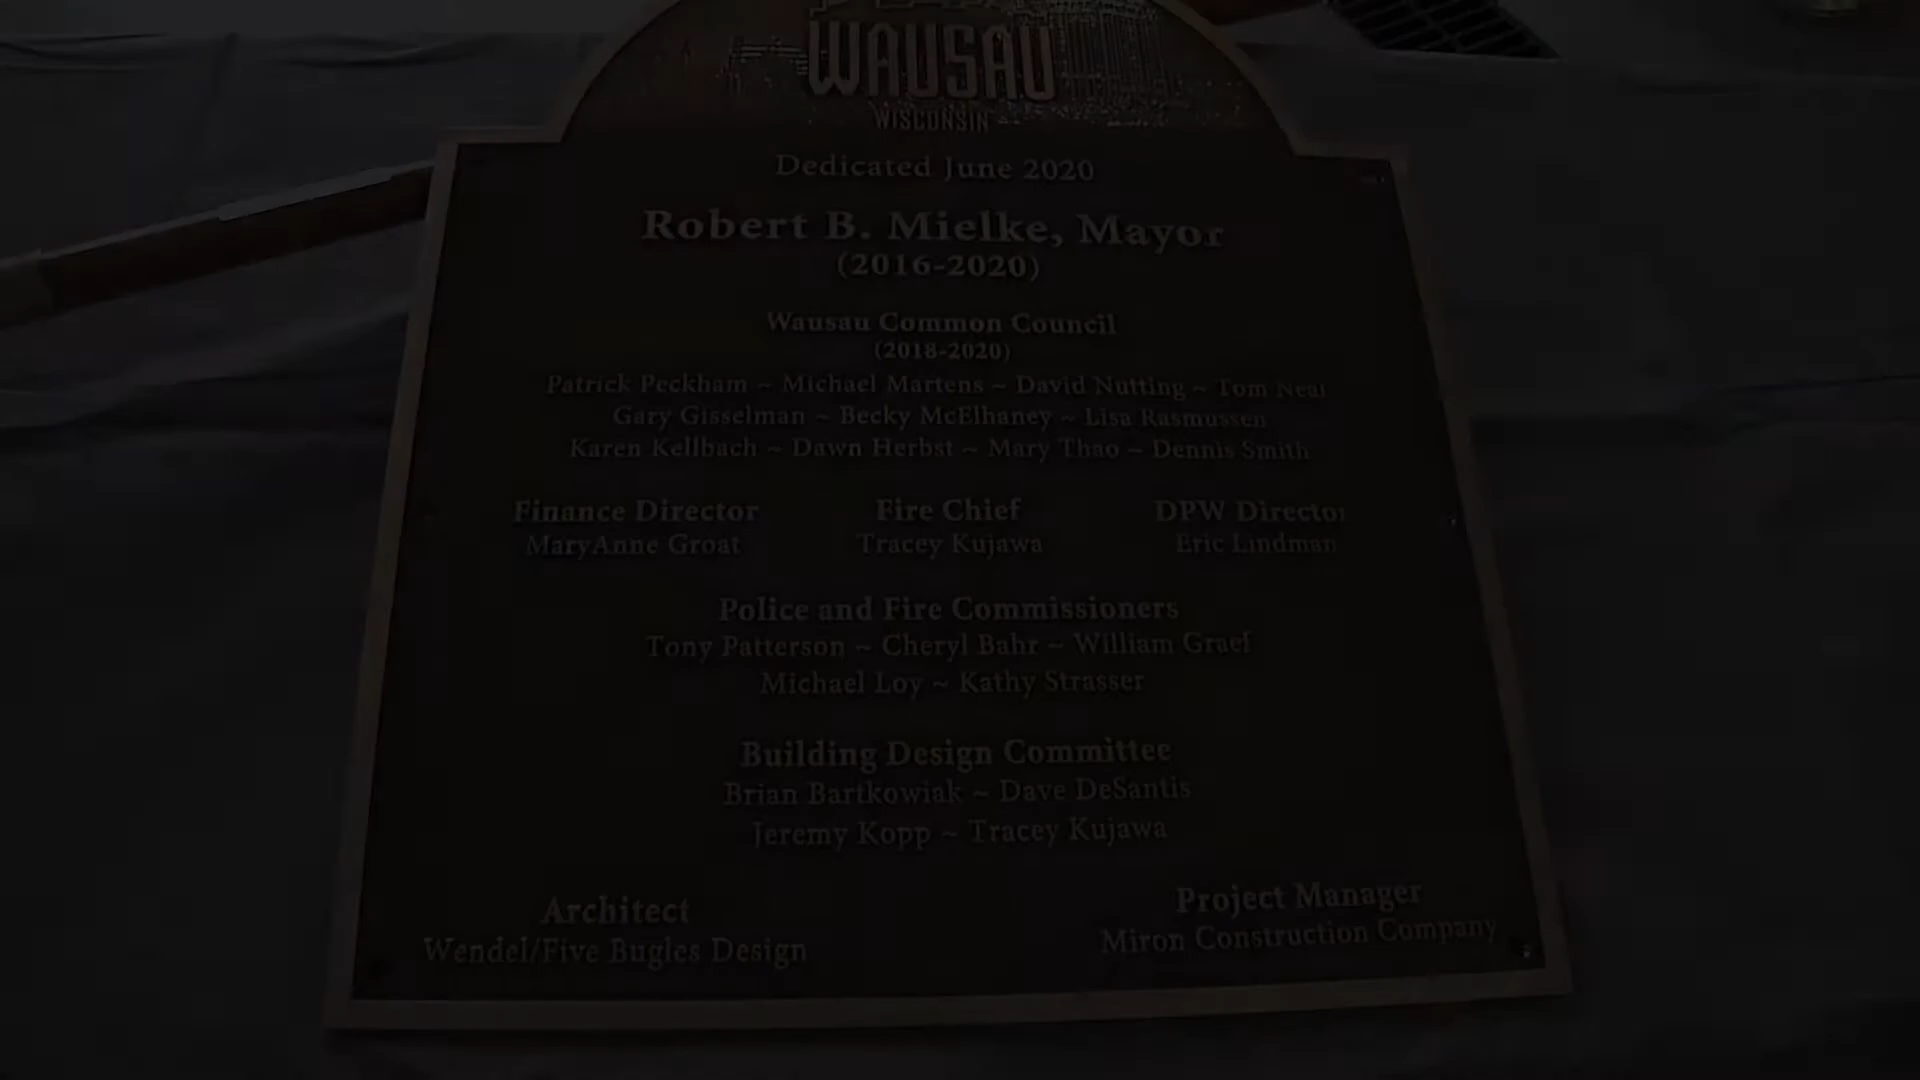 WAUSAU
WISCONSIN
Dedicated June 2020
Robert B. Mielke, Mayor
(2016-2020)
Wausau Common Council
(2018-2020)
Patrick Peckham ~ Michael Martens ~ David Nutting ~ Tom Neal
Gary Gisselman ~ Becky McElhaney ~ Lisa Rasmussen
Karen Kellbach ~ Dawn Herbst ~ Mary Thao ~ Dennis Smith
Finance Director Fire Chief DPW Director
MaryAnne Groat Tracey Kujawa Eric Lindman
Police and Fire Commissioners
Tony Patterson ~ Cheryl Bahr ~ William Graef
Michael Loy ~ Kathy Strasser
Building Design Committee
Brian Bartkowiak ~ Dave DeSantis
Jeremy Kopp ~ Tracey Kujawa
Architect Project Manager
Wendel/Five Bugles Design Miron Construction Company